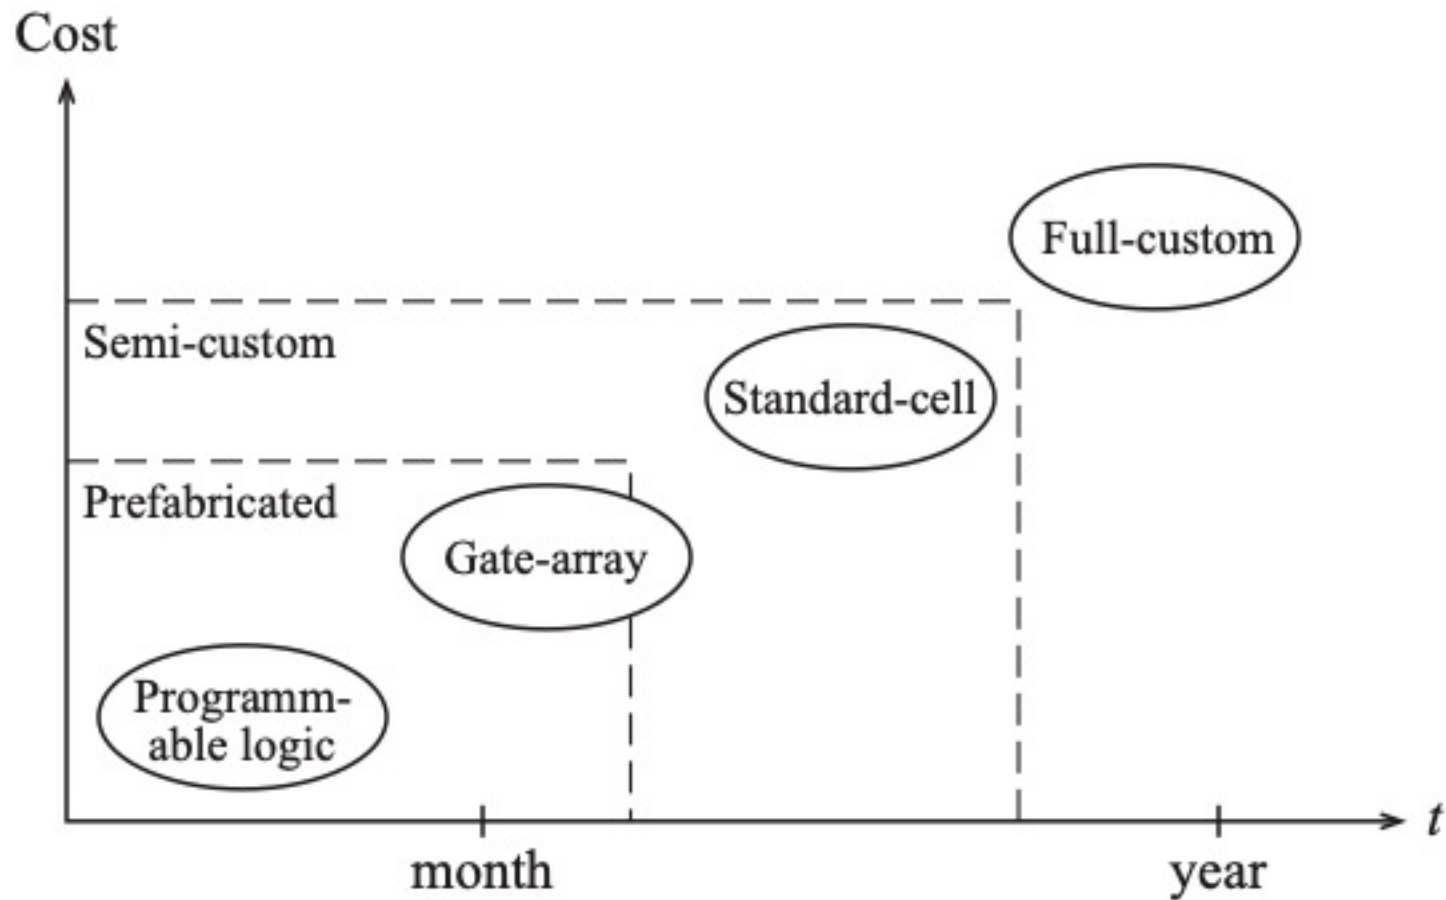 Cost
Full-custom
Semi-custom
Standard-cell
Prefabricated
Gate-array
Programm-
able logic
t
month
year